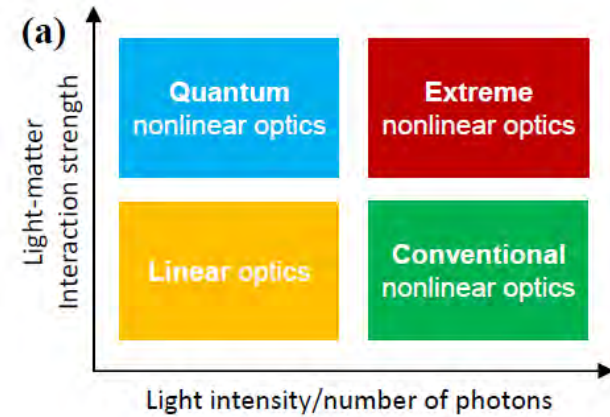 (a)
Light-matter
Interaction strength
Quantum
nonlinear optics
Extreme
nonlinear optics
Linear optics
Conventional
nonlinear optics
Light intensity/number of photons